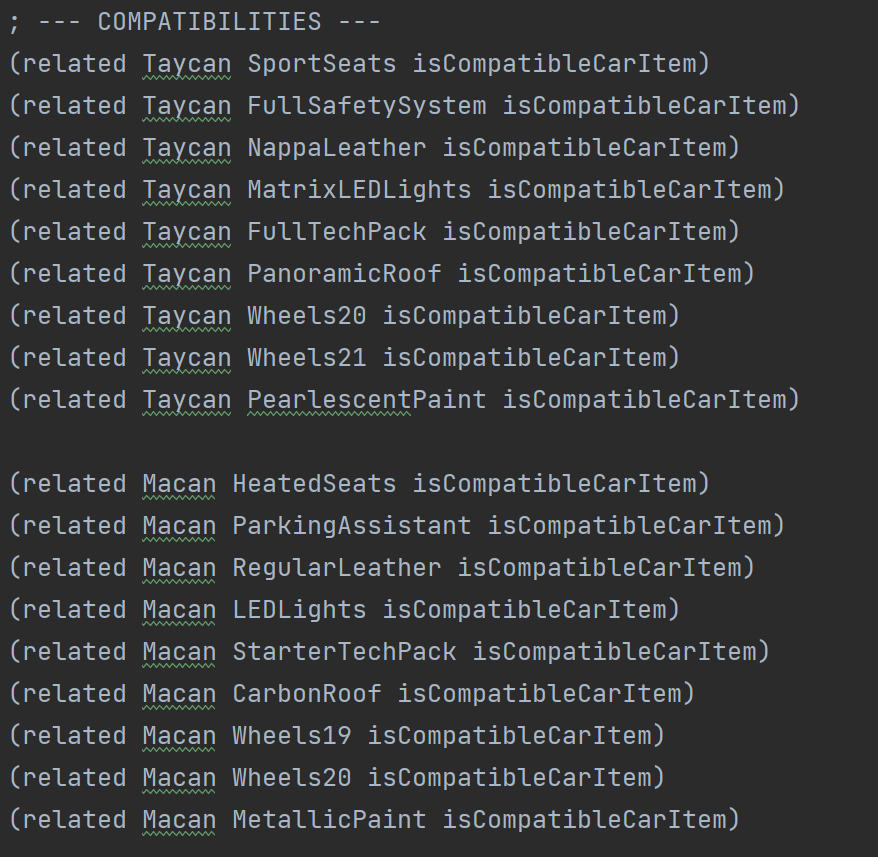 ; --- COMPATIBILITIES ---
(related Taycan SportSeats isCompatibleCarItem)
(related Taycan FullSafetySystem isCompatibleCarItem)
(related Taycan NappaLeather isCompatibleCarItem)
(related Taycan MatrixLEDLights isCompatibleCarItem)
(related Taycan FullTechPack isCompatibleCarItem)
(related Taycan PanoramicRoof isCompatibleCarItem)
(related Taycan Wheels20 isCompatibleCarItem)
(related Taycan Wheels21 isCompatibleCarItem)
(related Taycan PearlescentPaint isCompatibleCarItem)
(related Macan HeatedSeats isCompatibleCarItem)
(related Macan ParkingAssistant isCompatibleCarItem)
(related Macan RegularLeather isCompatibleCarItem)
(related Macan LEDLights isCompatibleCarItem)
(related Macan StarterTechPack isCompatibleCarItem)
(related Macan CarbonRoof isCompatibleCarItem)
(related Macan Wheels19 isCompatibleCarItem)
(related Macan Wheels20 isCompatibleCarItem)
(related Macan MetallicPaint isCompatibleCarItem)